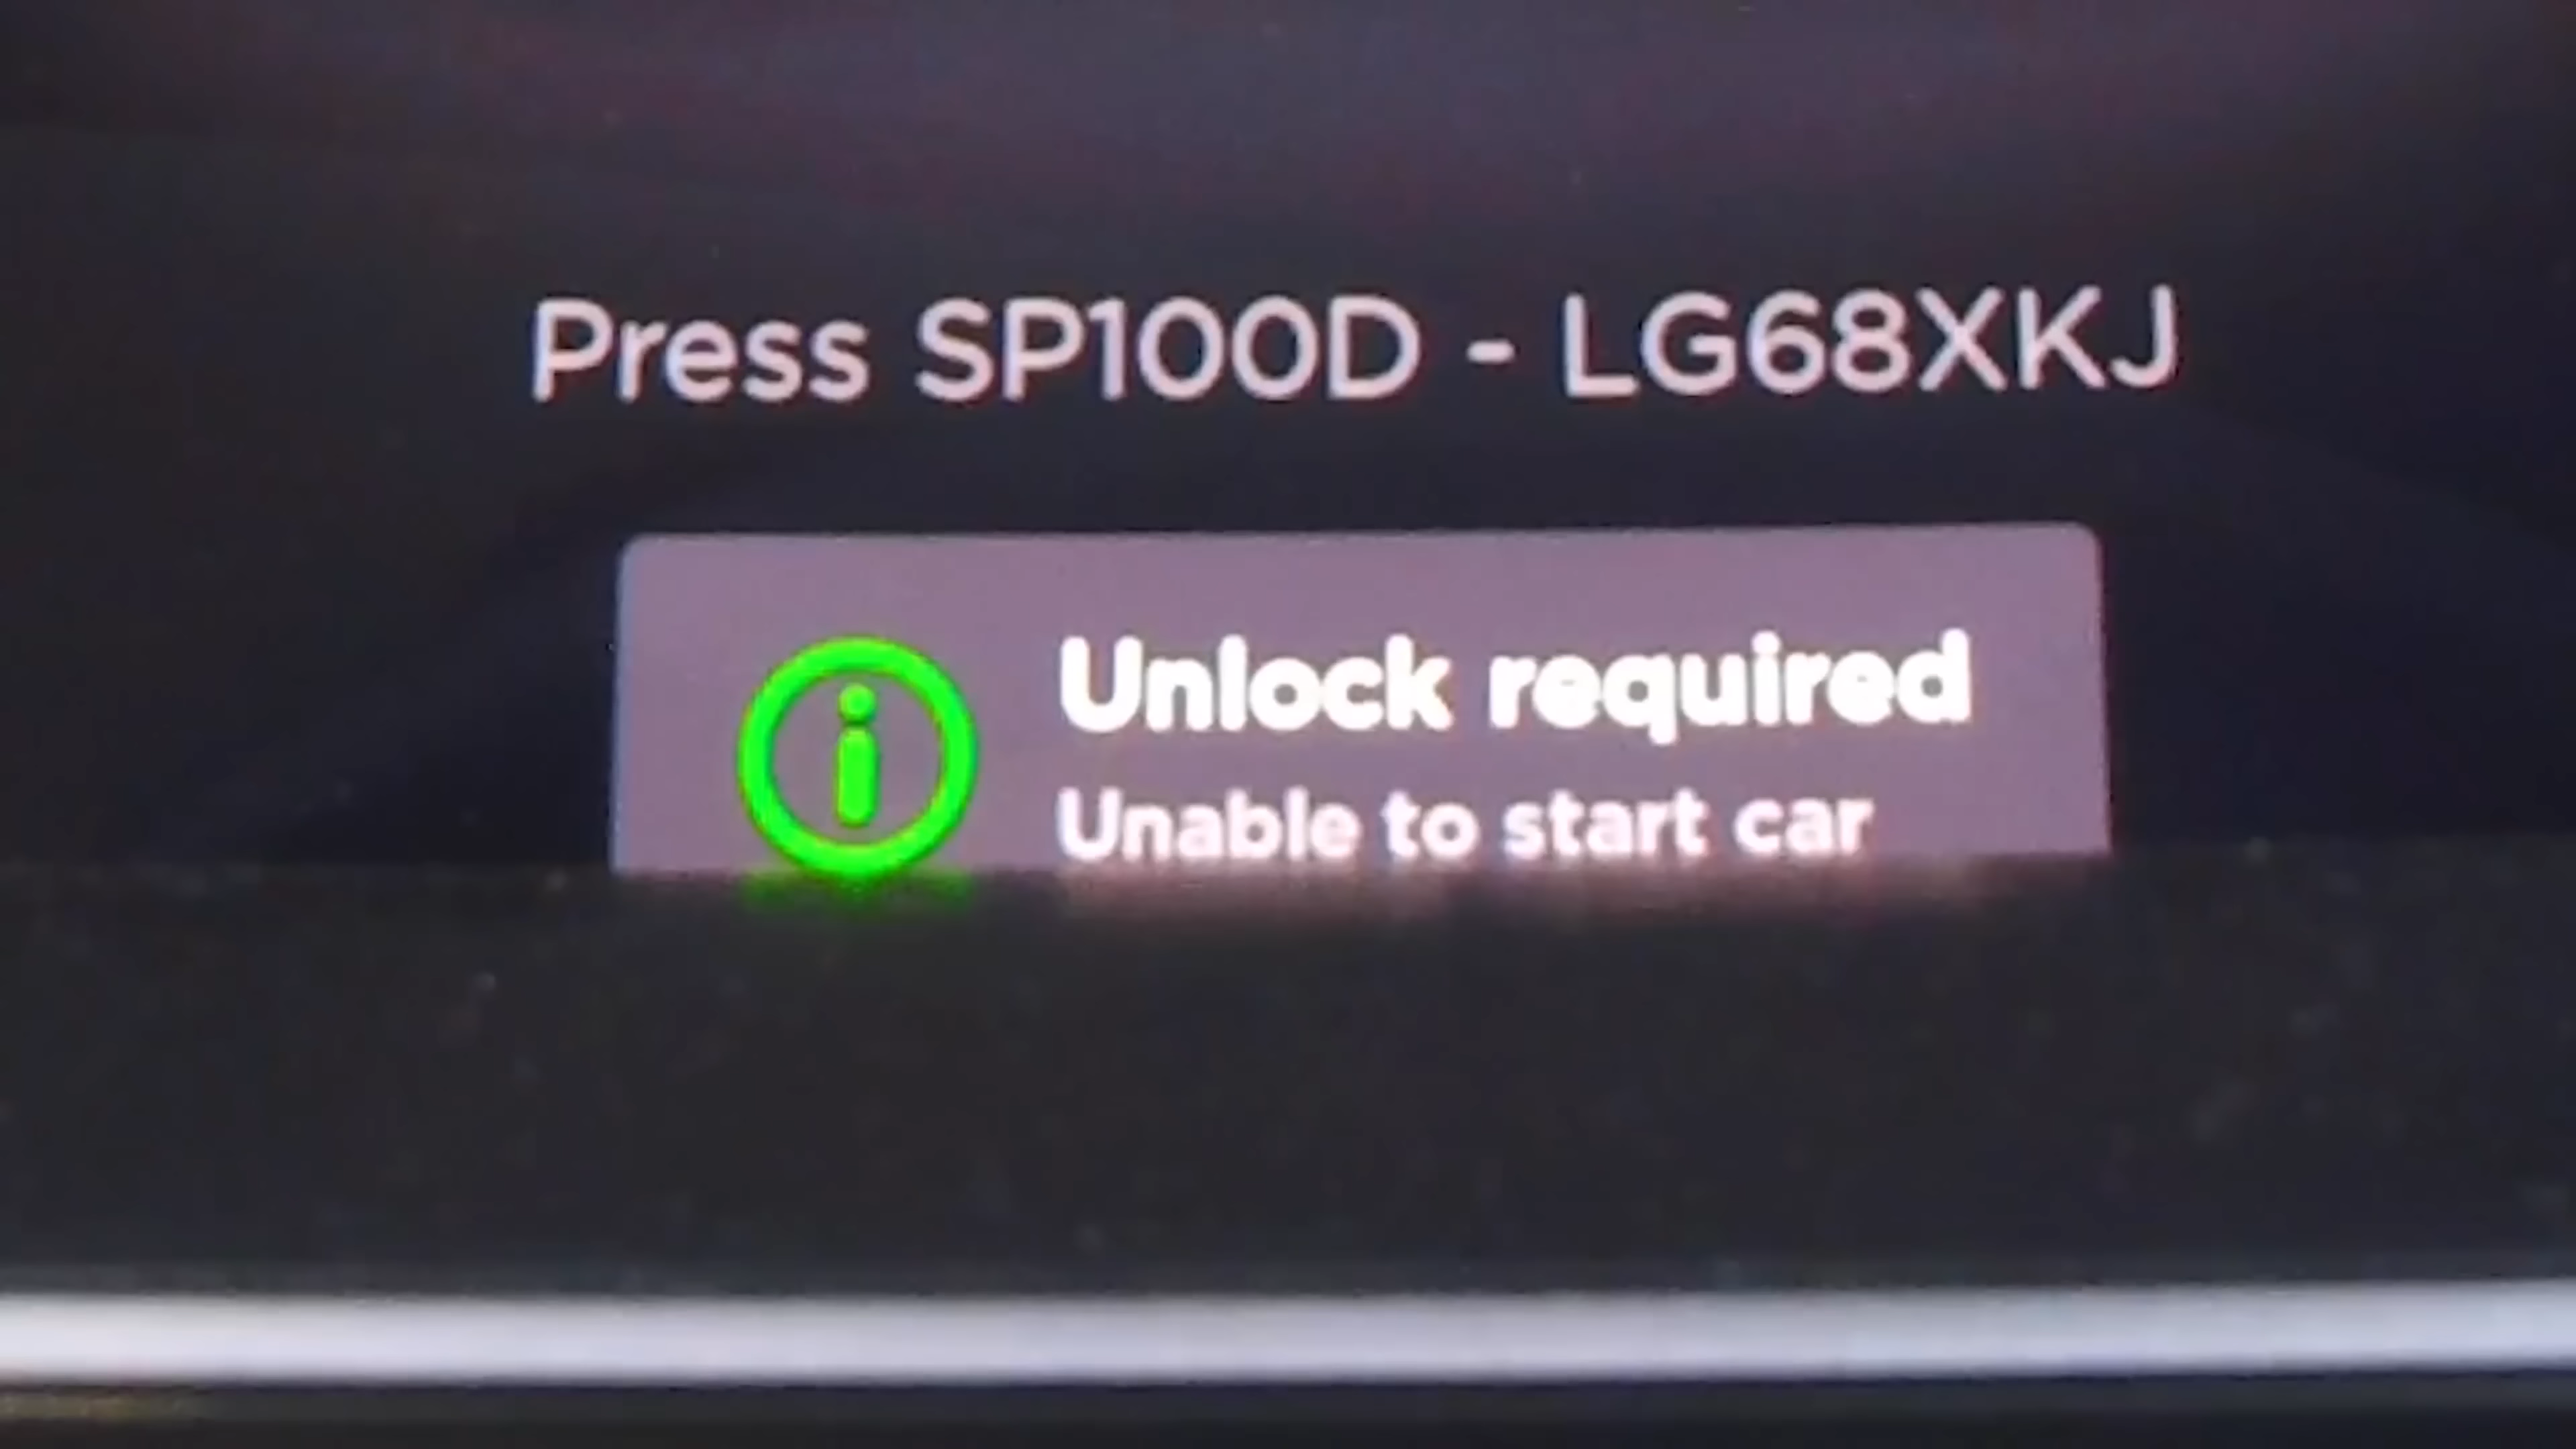 Press SP100D - LG68XKJ
Unlock required
Unable to start car